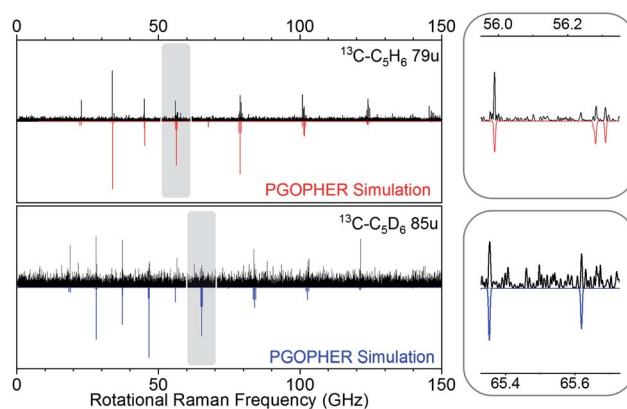 0 50 100 150
¹³C-C₅H₆ 79u
PGOPHER Simulation
56.0 56.2
¹³C-C₅D₆ 85u
PGOPHER Simulation
65.4 65.6
0 50 100 150
Rotational Raman Frequency (GHz)